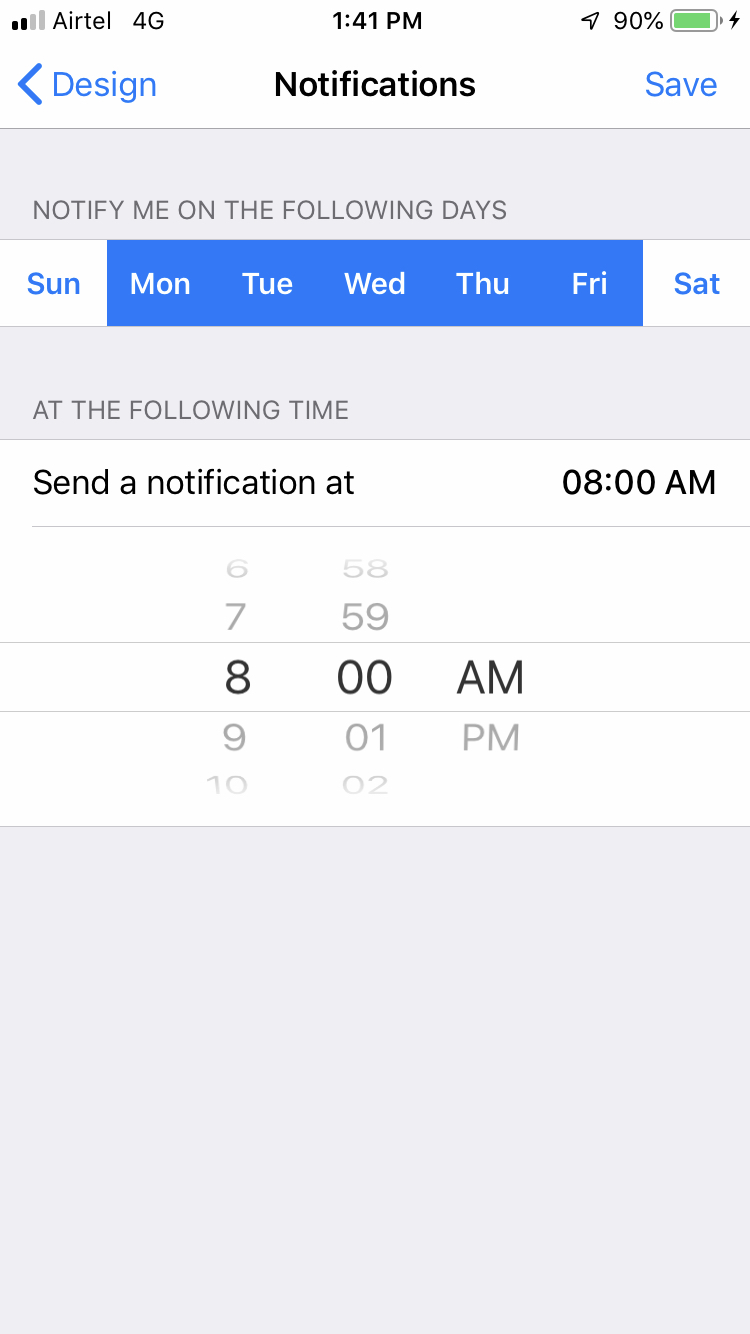 Airtel 4G 1:41 PM 90%
Design Notifications Save
NOTIFY ME ON THE FOLLOWING DAYS
Sun Mon Tue Wed Thu Fri Sat
AT THE FOLLOWING TIME
Send a notification at 08:00 AM
6 58
7 59
8 00 AM
9 01 PM
10 02